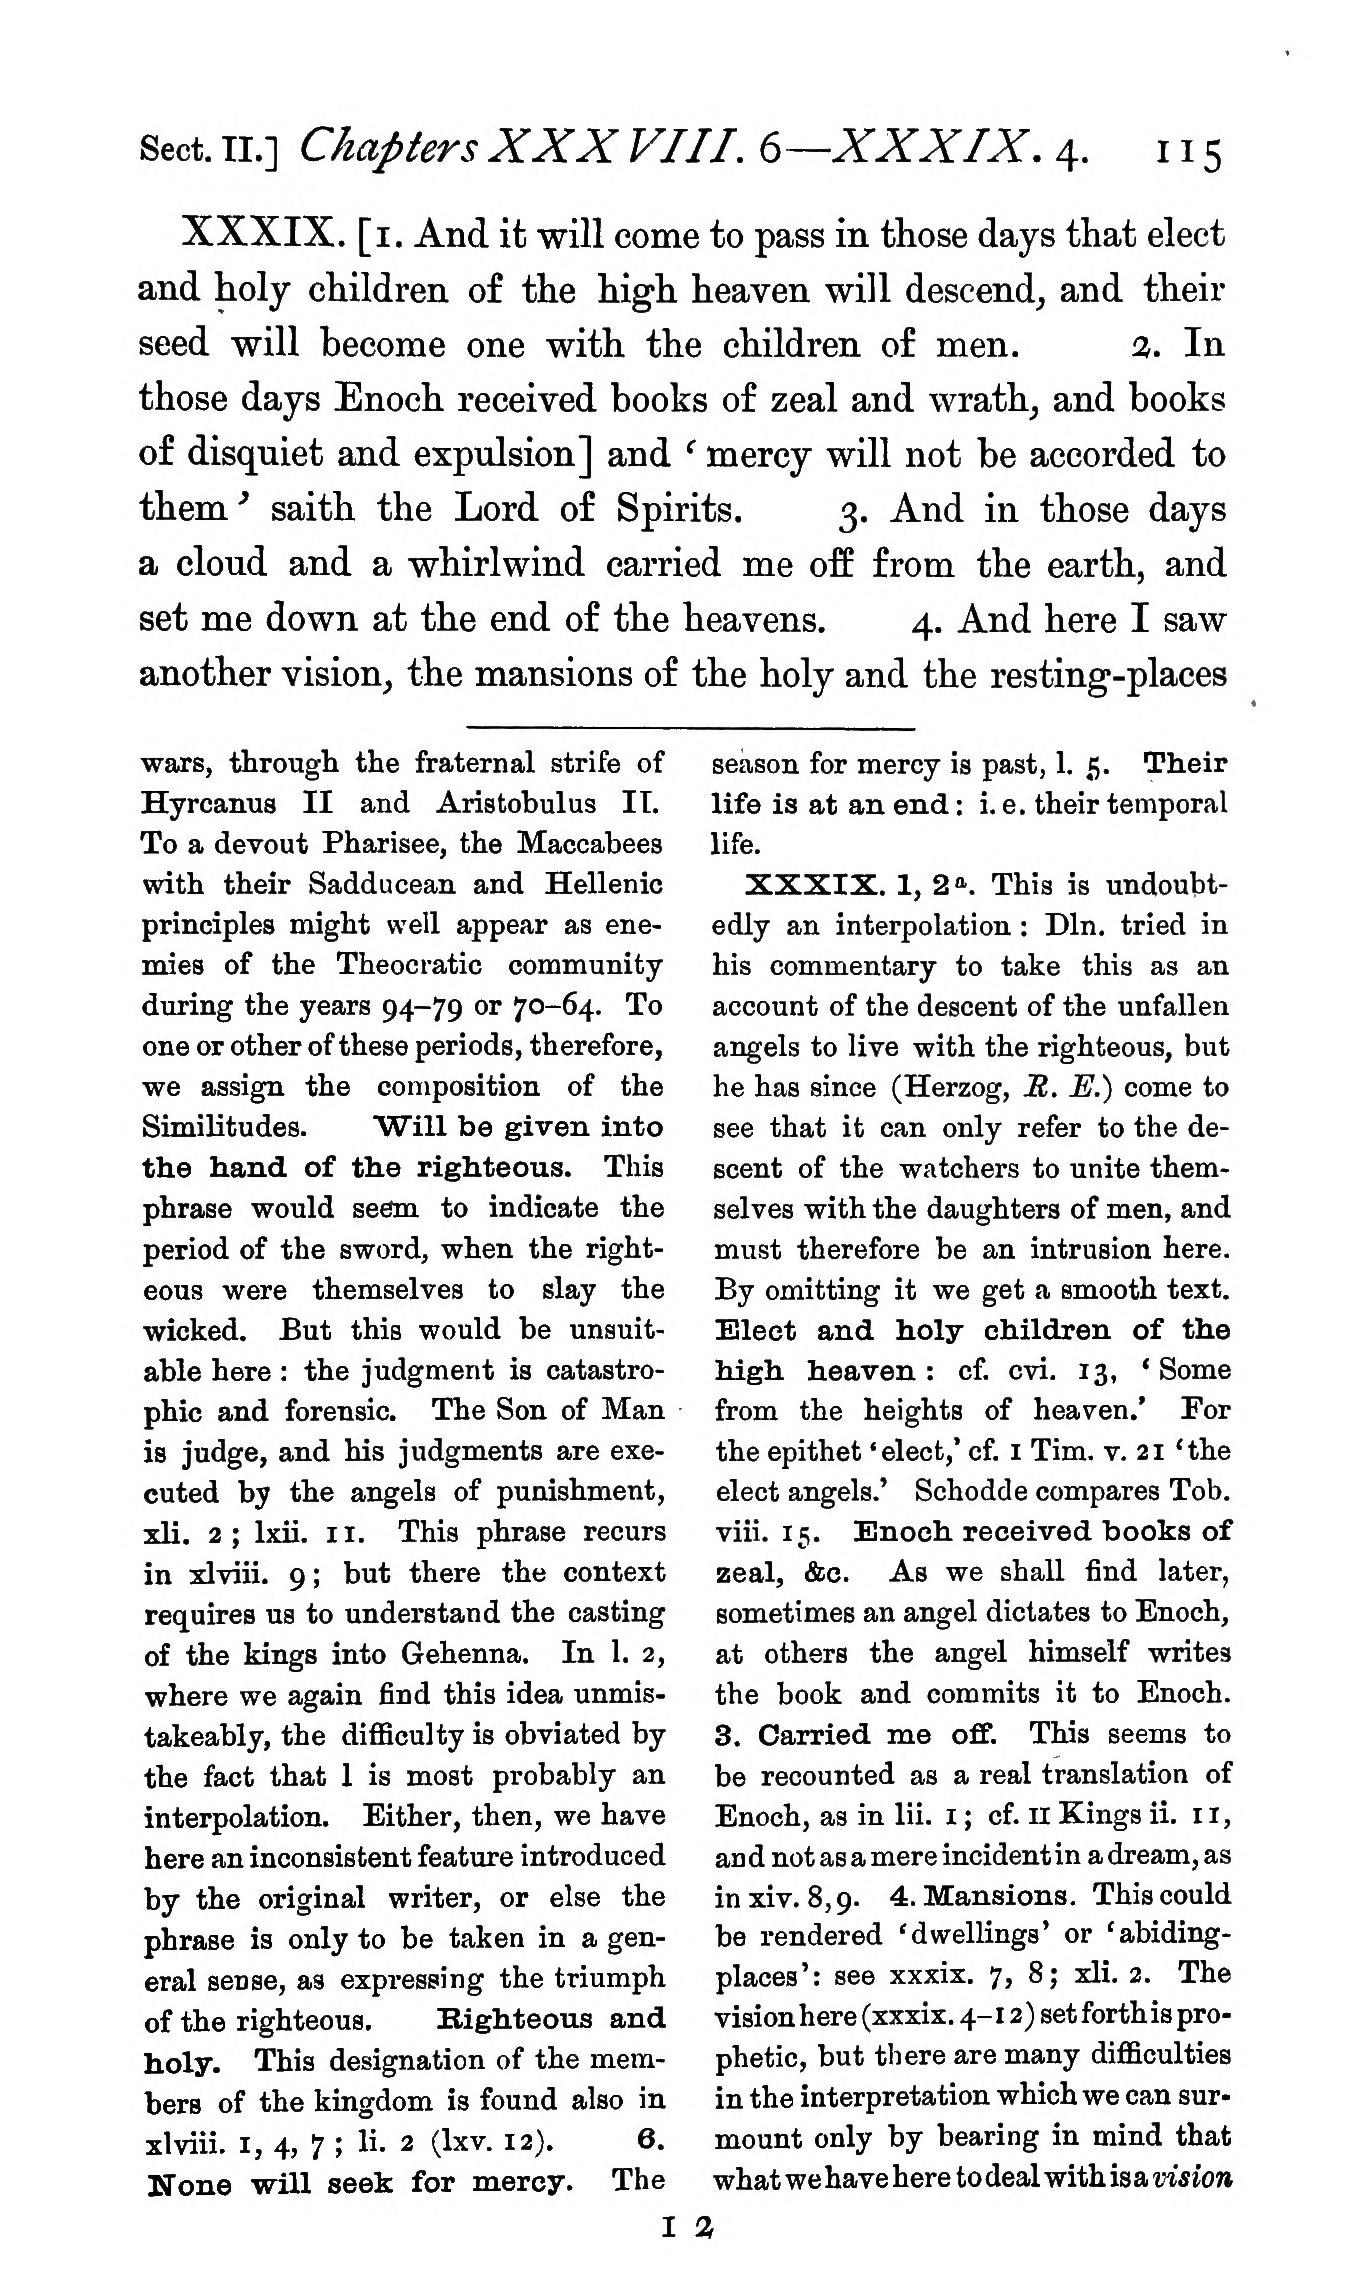 Sect. II.] Chapters XXXVIII. 6—XXXIX. 4. 115
XXXIX. [1. And it will come to pass in those days that elect
and holy children of the high heaven will descend, and their
seed will become one with the children of men. 2. In
those days Enoch received books of zeal and wrath, and books
of disquiet and expulsion] and ‘mercy will not be accorded to
them’ saith the Lord of Spirits. 3. And in those days
a cloud and a whirlwind carried me off from the earth, and
set me down at the end of the heavens. 4. And here I saw
another vision, the mansions of the holy and the resting-places
wars, through the fraternal strife of
Hyrcanus II and Aristobulus II.
To a devout Pharisee, the Maccabees
with their Sadducean and Hellenic
principles might well appear as ene-
mies of the Theocratic community
during the years 94–79 or 70–64. To
one or other of these periods, therefore,
we assign the composition of the
Similitudes. Will be given into
the hand of the righteous. This
phrase would seem to indicate the
period of the sword, when the right-
eous were themselves to slay the
wicked. But this would be unsuit-
able here : the judgment is catastro-
phic and forensic. The Son of Man
is judge, and his judgments are exe-
cuted by the angels of punishment,
xli. 2 ; lxii. 11. This phrase recurs
in xlviii. 9 ; but there the context
requires us to understand the casting
of the kings into Gehenna. In l. 2,
where we again find this idea unmis-
takeably, the difficulty is obviated by
the fact that l is most probably an
interpolation. Either, then, we have
here an inconsistent feature introduced
by the original writer, or else the
phrase is only to be taken in a gen-
eral sense, as expressing the triumph
of the righteous. Righteous and
holy. This designation of the mem-
bers of the kingdom is found also in
xlviii. 1, 4, 7 ; li. 2 (lxv. 12). 6.
None will seek for mercy. The
season for mercy is past, l. 5. Their
life is at an end : i. e. their temporal
life.
XXXIX. 1, 2ᵃ. This is undoubt-
edly an interpolation : Dln. tried in
his commentary to take this as an
account of the descent of the unfallen
angels to live with the righteous, but
he has since (Herzog, R. E.) come to
see that it can only refer to the de-
scent of the watchers to unite them-
selves with the daughters of men, and
must therefore be an intrusion here.
By omitting it we get a smooth text.
Elect and holy children of the
high heaven : cf. cvi. 13, ‘Some
from the heights of heaven.’ For
the epithet ‘elect,’ cf. 1 Tim. v. 21 ‘the
elect angels.’ Schodde compares Tob.
viii. 15. Enoch received books of
zeal, &c. As we shall find later,
sometimes an angel dictates to Enoch,
at others the angel himself writes
the book and commits it to Enoch.
3. Carried me off. This seems to
be recounted as a real translation of
Enoch, as in lii. 1 ; cf. II Kings ii. 11,
and not as a mere incident in a dream, as
in xiv. 8, 9. 4. Mansions. This could
be rendered ‘dwellings’ or ‘abiding-
places’: see xxxix. 7, 8 ; xli. 2. The
vision here (xxxix. 4–12) set forth is pro-
phetic, but there are many difficulties
in the interpretation which we can sur-
mount only by bearing in mind that
what we have here to deal with is a vision
I 2